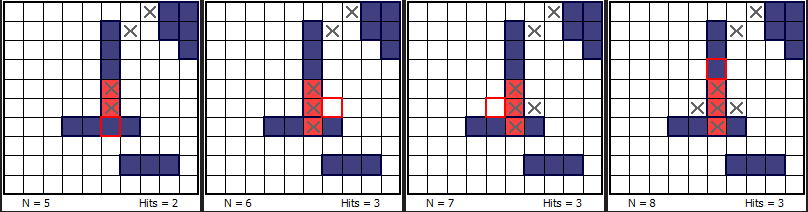 N = 5 Hits = 2
N = 6 Hits = 3
N = 7 Hits = 3
N = 8 Hits = 3